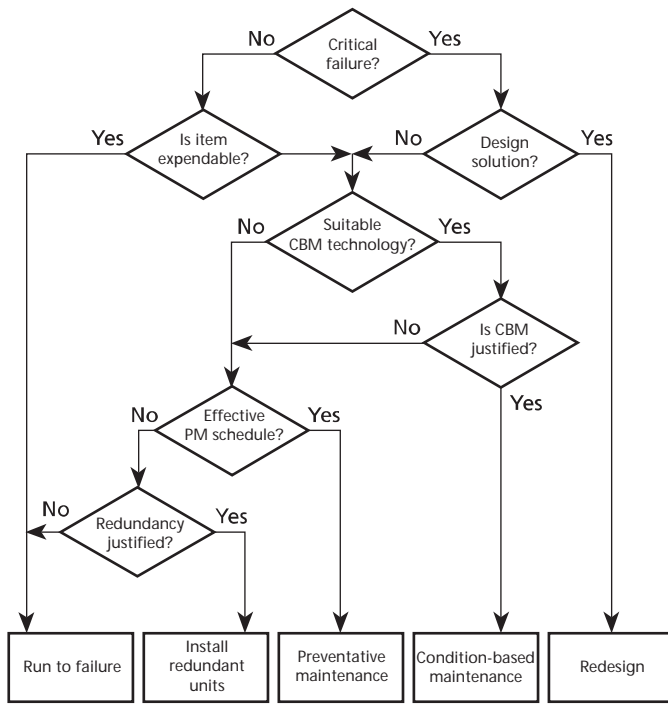 No
Critical
failure?
Yes
Yes
Is item
expendable?
No
Design
solution?
Yes
No
Suitable
CBM technology?
Yes
No
Is CBM
justified?
Yes
No
Effective
PM schedule?
Yes
No
Redundancy
justified?
Yes
Run to failure
Install
redundant
units
Preventative
maintenance
Condition-based
maintenance
Redesign